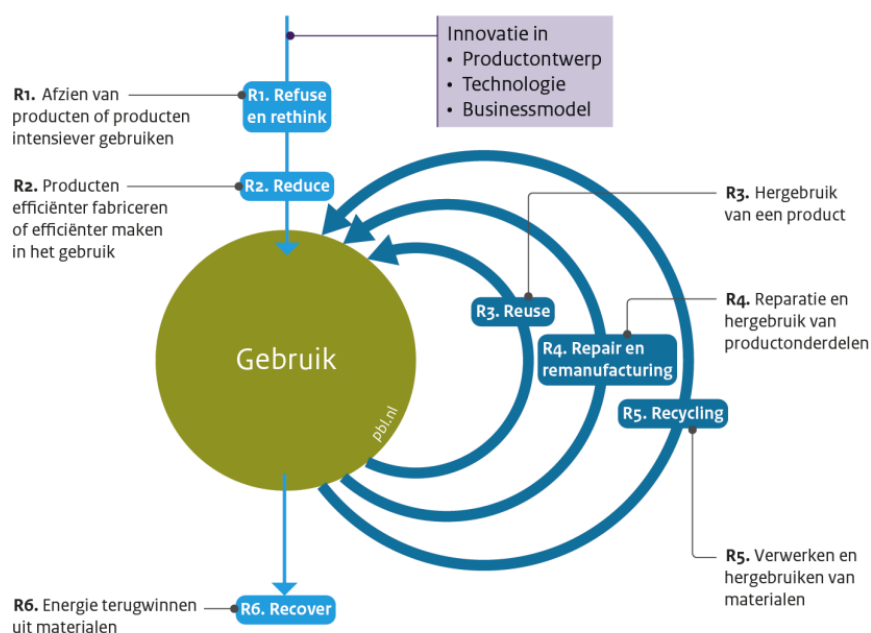 Innovatie in
• Productontwerp
• Technologie
• Businessmodel
R1. Afzien van
producten of producten
intensiever gebruiken
R1. Refuse
en rethink
R2. Producten
efficiënter fabriceren
of efficiënter maken
in het gebruik
R2. Reduce
R3. Hergebruik
van een product
R3. Reuse
R4. Reparatie en
hergebruik van
productonderdelen
R4. Repair en
remanufacturing
Gebruik
pbl.nl
R5. Recycling
R5. Verwerken en
hergebruiken van
materialen
R6. Energie terugwinnen
uit materialen
R6. Recover